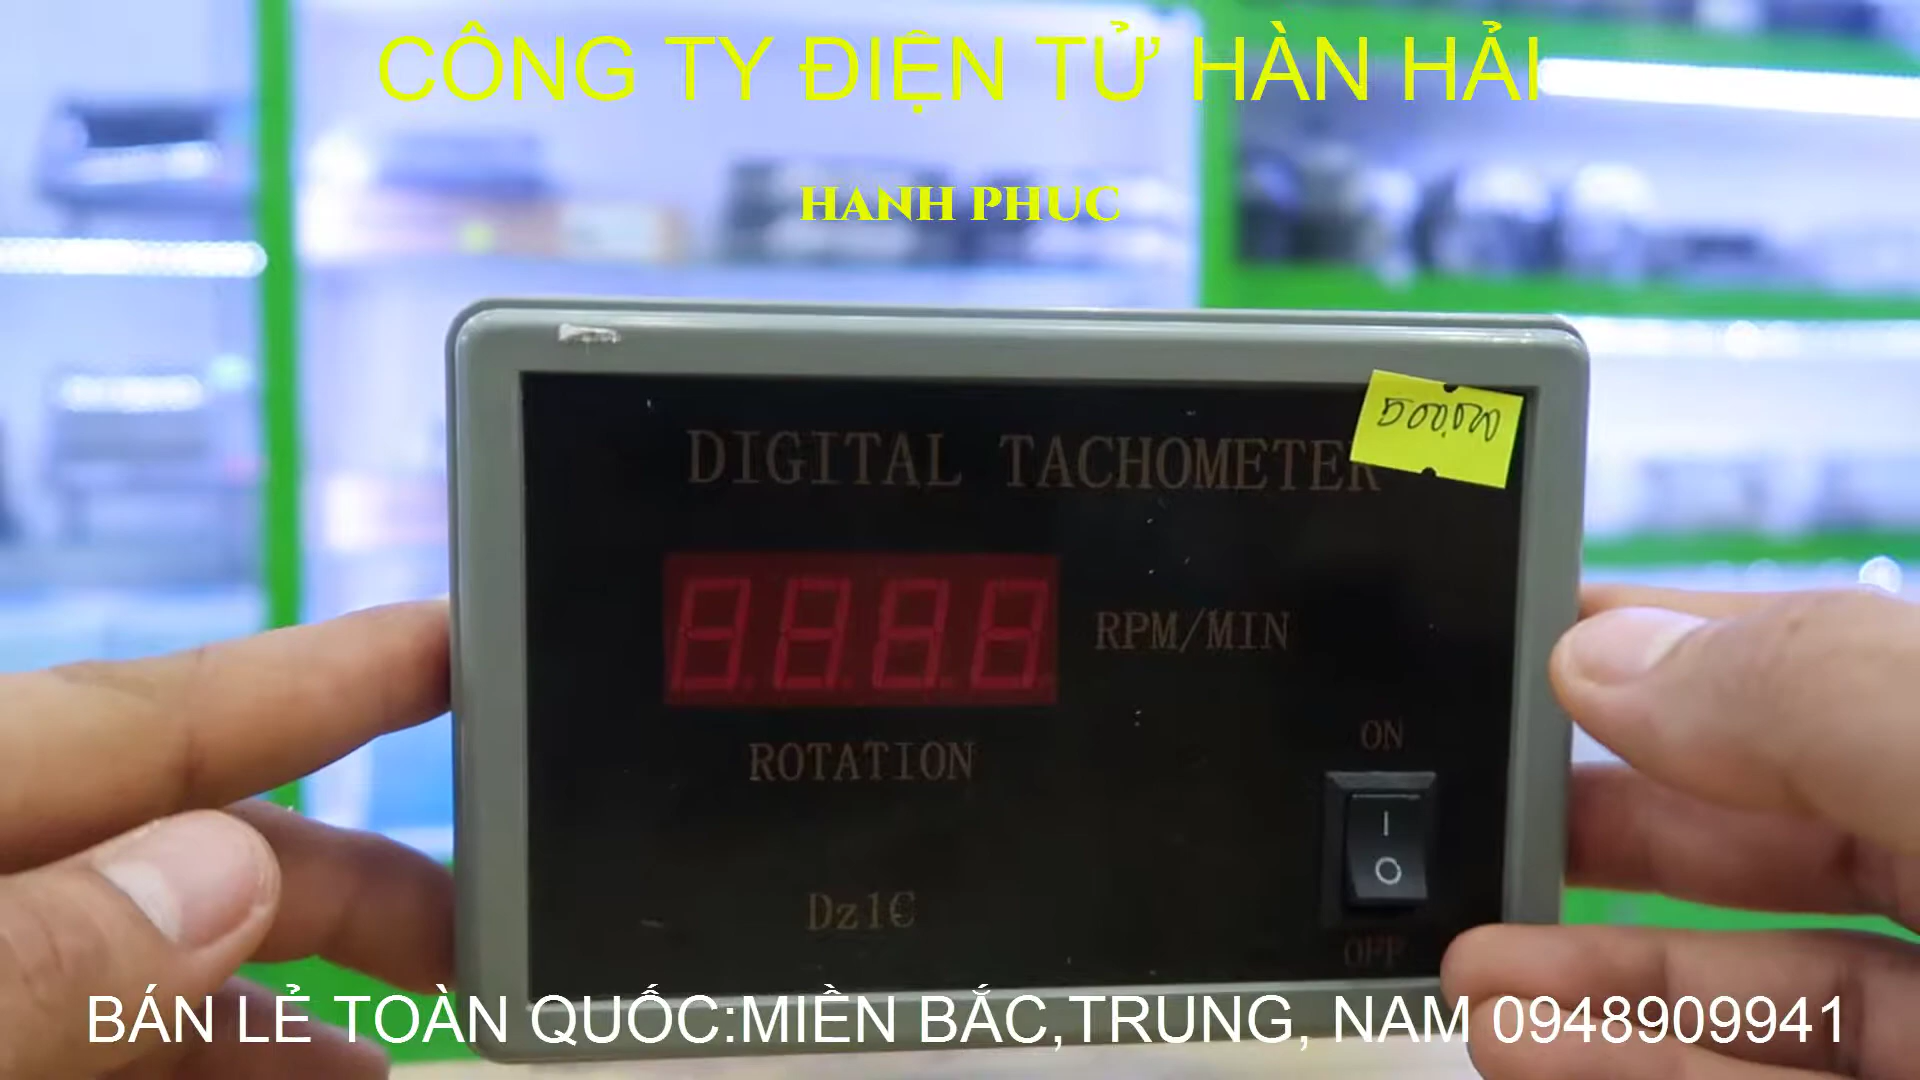 CÔNG TY ĐIỆN TỬ HÀN HẢI
HANH PHUC
DIGITAL TACHOMETER
RPM/MIN
ROTATION
ON
Dz1€
OFF
BÁN LẺ TOÀN QUỐC:MIỀN BẮC,TRUNG, NAM 0948909941